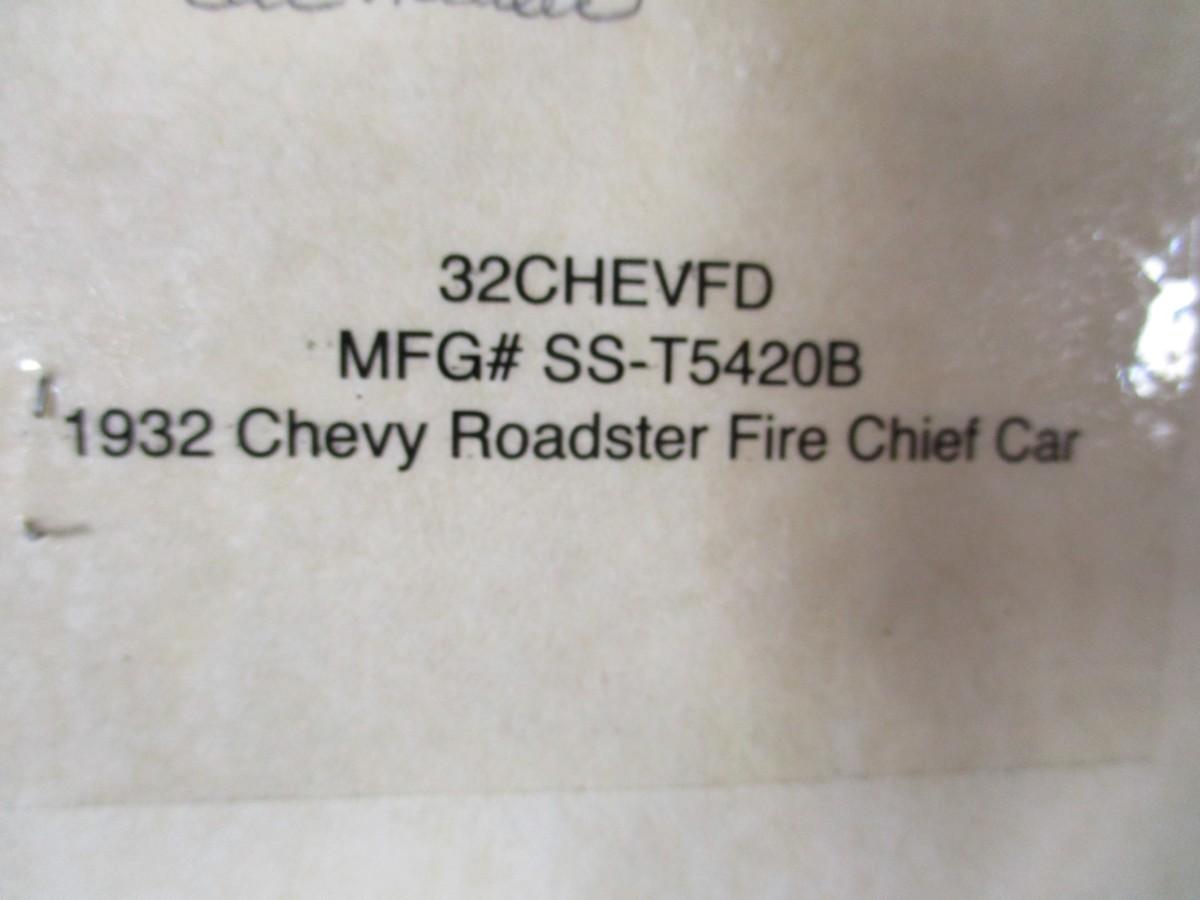 32CHEVFD
MFG# SS-T5420B
1932 Chevy Roadster Fire Chief Car